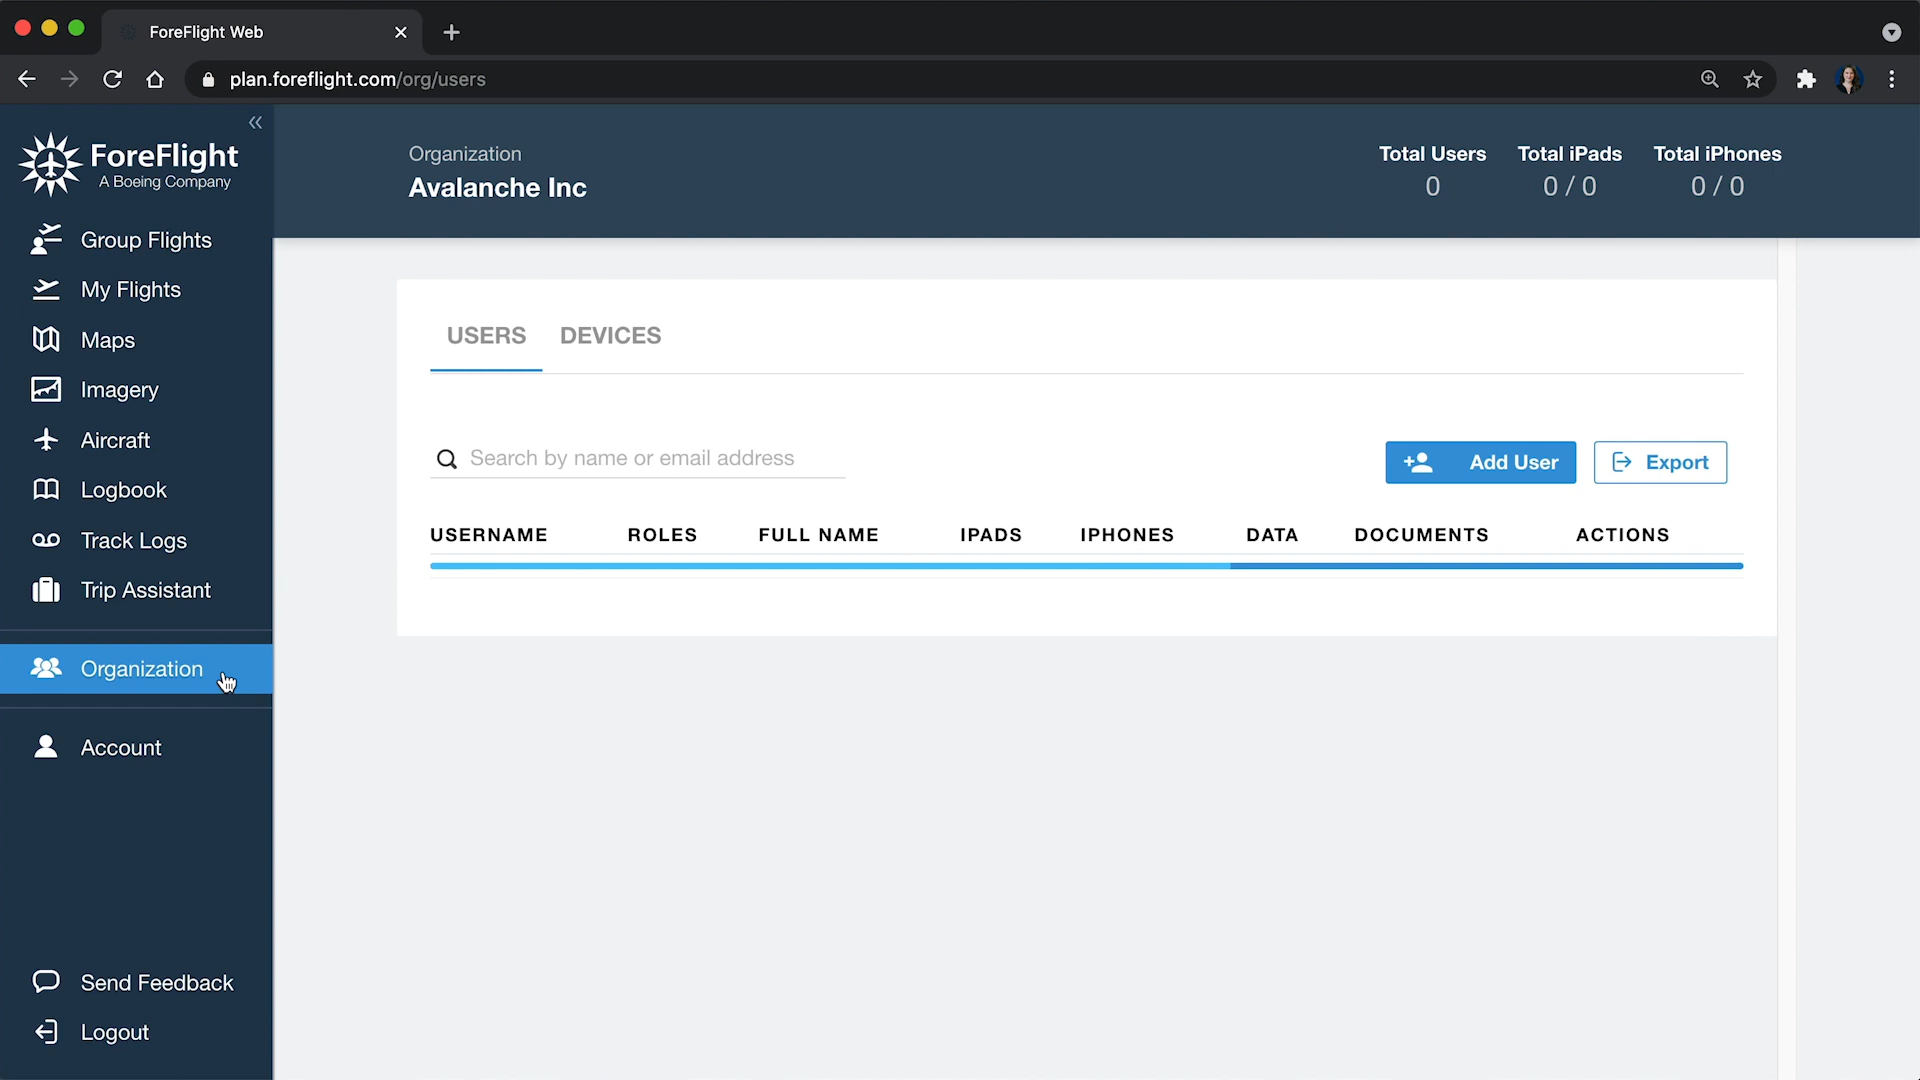 ForeFlight Web
plan.foreflight.com/org/users
ForeFlight
A Boeing Company
Group Flights
My Flights
Maps
Imagery
Aircraft
Logbook
Track Logs
Trip Assistant
Organization
Account
Send Feedback
Logout
Organization
Avalanche Inc
Total Users Total iPads Total iPhones
0 0 / 0 0 / 0
USERS DEVICES
Search by name or email address
Add User Export
USERNAME ROLES FULL NAME IPADS IPHONES DATA DOCUMENTS ACTIONS